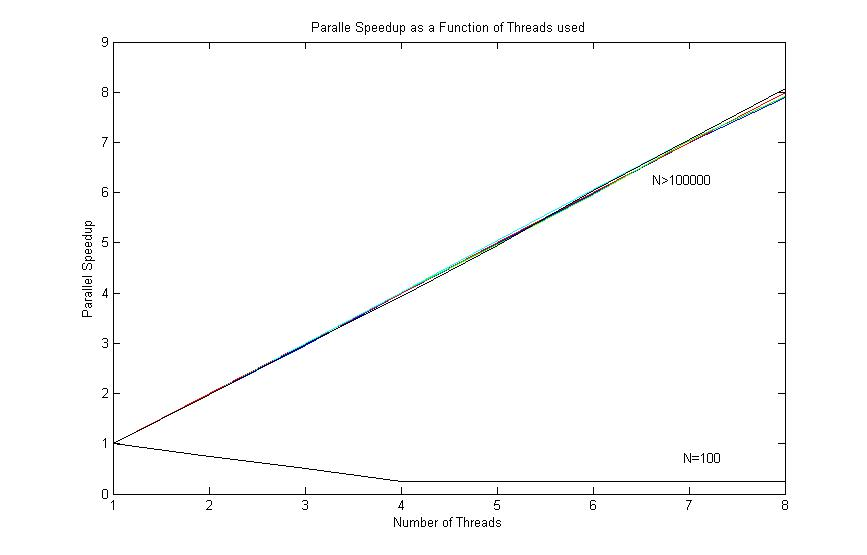 Paralle Speedup as a Function of Threads used
9
8
7
6
5
4
3
2
1
0
Parallel Speedup
N>100000
N=100
1 2 3 4 5 6 7 8
Number of Threads